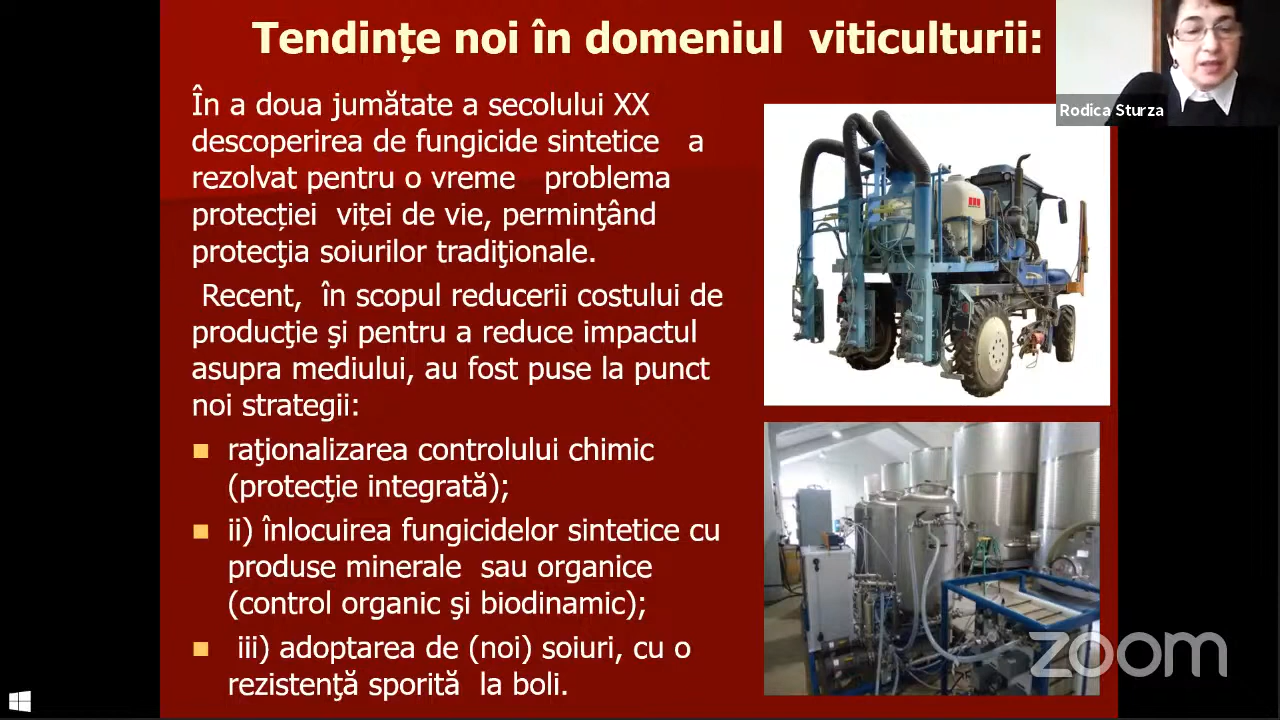 Tendințe noi în domeniul viticulturii:
Rodica Sturza
În a doua jumătate a secolului XX
descoperirea de fungicide sintetice a
rezolvat pentru o vreme problema
protecției viței de vie, perminţând
protecţia soiurilor tradiţionale.
Recent, în scopul reducerii costului de
producţie şi pentru a reduce impactul
asupra mediului, au fost puse la punct
noi strategii:
raţionalizarea controlului chimic
(protecţie integrată);
ii) înlocuirea fungicidelor sintetice cu
produse minerale sau organice
(control organic şi biodinamic);
iii) adoptarea de (noi) soiuri, cu o
rezistenţă sporită la boli.
zoom